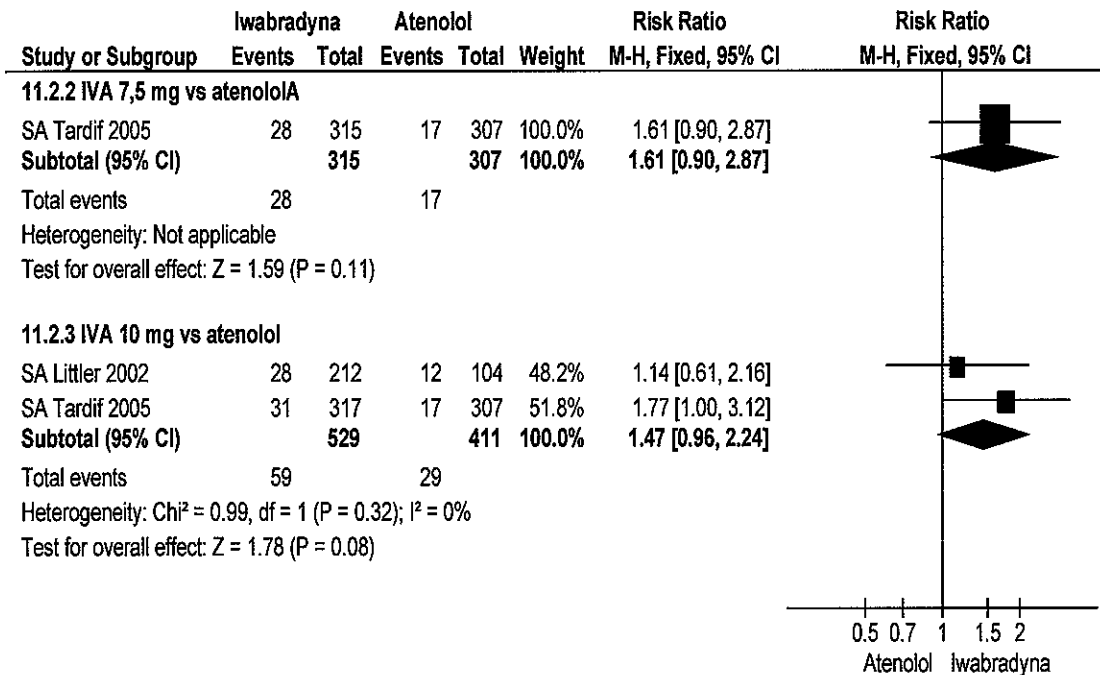 Iwabradyna Atenolol Risk Ratio Risk Ratio
Study or Subgroup Events Total Events Total Weight M-H, Fixed, 95% CI M-H, Fixed, 95% CI
11.2.2 IVA 7,5 mg vs atenololA
SA Tardif 2005 28 315 17 307 100.0% 1.61 [0.90, 2.87]
Subtotal (95% CI) 315 307 100.0% 1.61 [0.90, 2.87]
Total events 28 17
Heterogeneity: Not applicable
Test for overall effect: Z = 1.59 (P = 0.11)
11.2.3 IVA 10 mg vs atenolol
SA Littler 2002 28 212 12 104 48.2% 1.14 [0.61, 2.16]
SA Tardif 2005 31 317 17 307 51.8% 1.77 [1.00, 3.12]
Subtotal (95% CI) 529 411 100.0% 1.47 [0.96, 2.24]
Total events 59 29
Heterogeneity: Chi² = 0.99, df = 1 (P = 0.32); I² = 0%
Test for overall effect: Z = 1.78 (P = 0.08)
0.5 0.7 1 1.5 2
Atenolol Iwabradyna